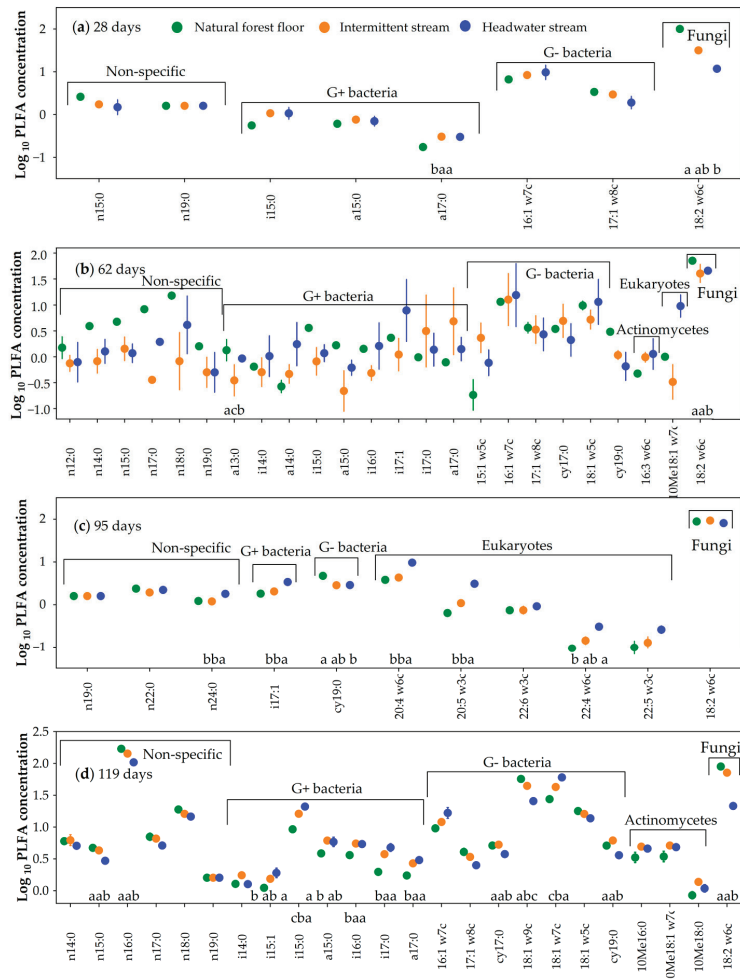 (a) 28 days
Natural forest floor Intermittent stream Headwater stream
Fungi
G- bacteria
Non-specific
G+ bacteria
Log 10 PLFA concentration
2
1
0
−1
baa
a ab b
n15:0 n19:0 i15:0 a15:0 a17:0 16:1 w7c 17:1 w8c 18:2 w6c
(b) 62 days
Non-specific
G+ bacteria
G- bacteria
Eukaryotes
Fungi
Actinomycetes
Log 10 PLFA concentration
2.0
1.5
1.0
0.5
0.0
−0.5
−1.0
acb
aab
n12:0 n14:0 n15:0 n17:0 n18:0 n19:0 a13:0 i14:0 a14:0 i15:0 a15:0 i16:0 i17:1 i17:0 a17:0 15:1 w5c 16:1 w7c 17:1 w8c cy17:0 18:1 w5c cy19:0 16:3 w6c 10Me18:1 w7c 18:2 w6c
(c) 95 days
Non-specific
G+ bacteria
G- bacteria
Eukaryotes
Fungi
Log 10 PLFA concentration
2
1
0
−1
bba
bba
a ab b
bba
bba
b ab a
n19:0 n22:0 n24:0 i17:1 cy19:0 20:4 w6c 20:5 w3c 22:6 w3c 22:4 w6c 22:5 w3c 18:2 w6c
(d) 119 days
Non-specific
G+ bacteria
G- bacteria
Actinomycetes
Fungi
Log 10 PLFA concentration
2.5
2.0
1.5
1.0
0.5
0.0
aab
aab
b ab a
cba
a b ab
baa
baa
baa
aab
abc
cba
aab
aab
n14:0 n15:0 n16:0 n17:0 n18:0 n19:0 i14:0 i15:1 i15:0 a15:0 i16:0 i17:0 a17:0 16:1 w7c 17:1 w8c cy17:0 18:1 w9c 18:1 w7c 18:1 w5c cy19:0 10Me16:0 10Me18:1 w7c 10Me18:0 18:2 w6c